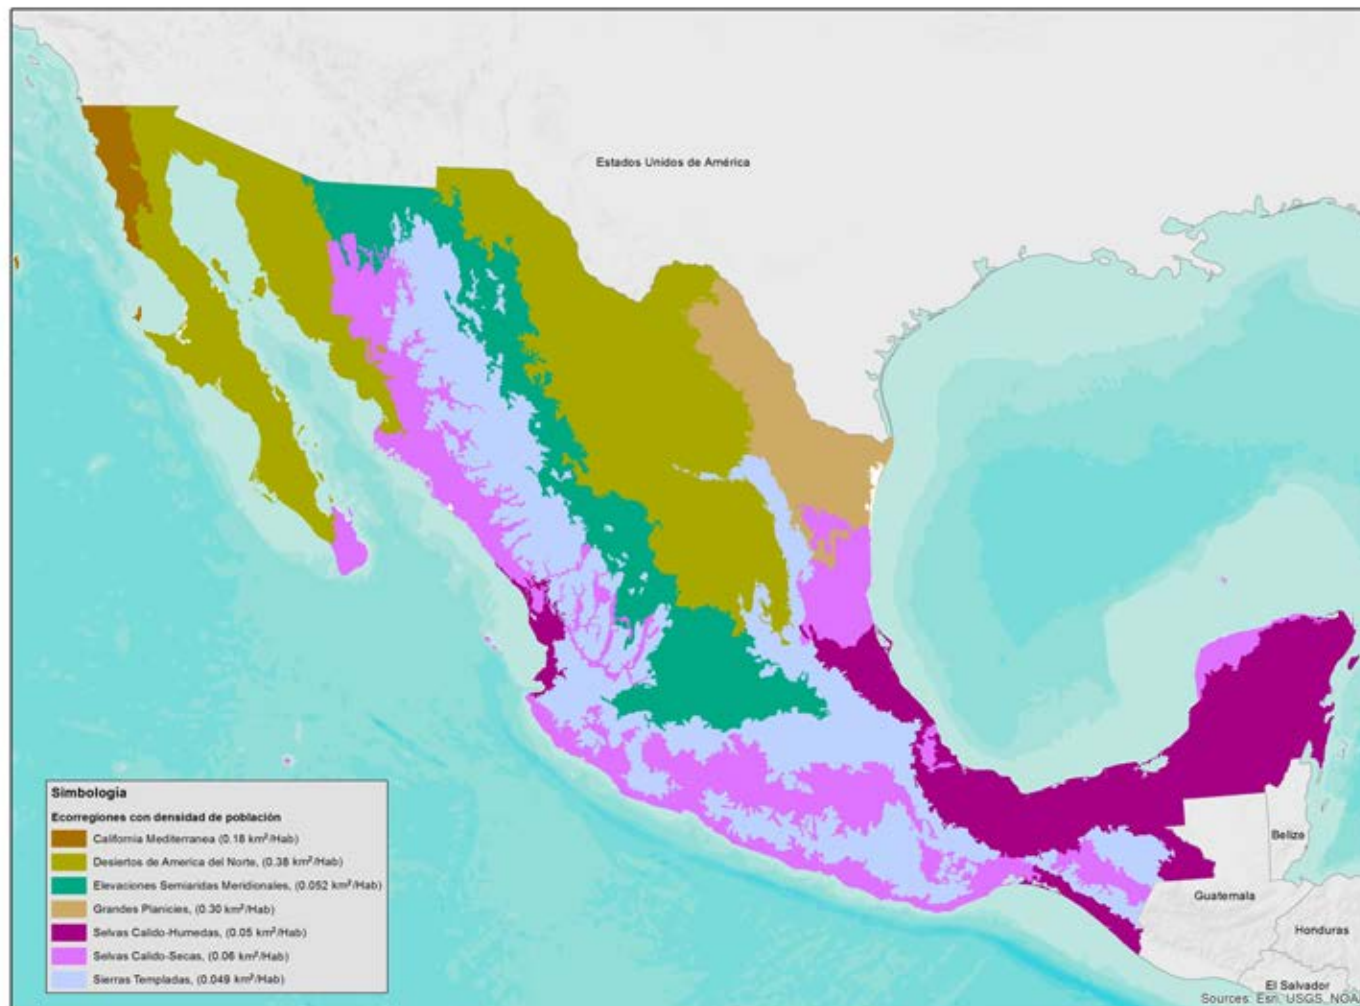 Estados Unidos de América
Simbología
Ecorregiones con densidad de población
California Mediterranea (0.18 km²/Hab)
Desiertos de America del Norte, (0.38 km²/Hab)
Elevaciones Semiaridas Meridionales, (0.052 km²/Hab)
Grandes Planicies, (0.30 km²/Hab)
Selvas Calido-Humedas, (0.05 km²/Hab)
Selvas Calido-Secas, (0.06 km²/Hab)
Sierras Templadas, (0.049 km²/Hab)
Belize
Guatemala
Honduras
El Salvador
Sources: Esri, USGS, NOA